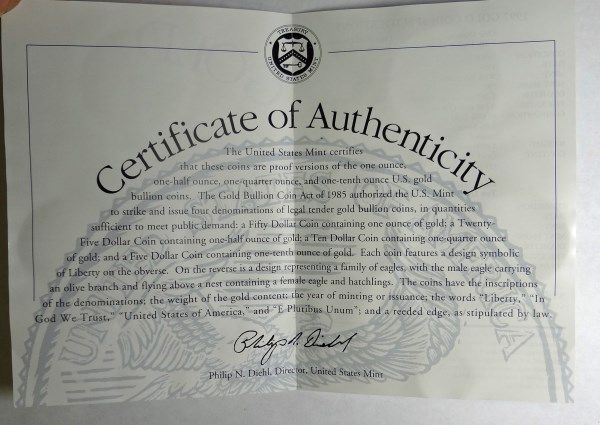 TREASURY
UNITED STATES MINT
Certificate of Authenticity
The United States Mint certifies
that these coins are proof versions of the one ounce,
one-half ounce, one-quarter ounce, and one-tenth ounce U.S. gold
bullion coins. The Gold Bullion Coin Act of 1985 authorized the U.S. Mint
to strike and issue four denominations of legal tender gold bullion coins, in quantities
sufficient to meet public demand; a Fifty Dollar Coin containing one ounce of gold; a Twenty-
Five Dollar Coin containing one-half ounce of gold; a Ten Dollar Coin containing one-quarter ounce
of gold; and a Five Dollar Coin containing one-tenth ounce of gold. Each coin features a design symbolic
of Liberty on the obverse. On the reverse is a design representing a family of eagles, with the male eagle carrying
an olive branch and flying above a nest containing a female eagle and hatchlings. The coins have the inscriptions
of the denominations; the weight of the gold content; the year of minting or issuance; the words "Liberty," "In
God We Trust," "United States of America," and "E Pluribus Unum"; and a reeded edge, as stipulated by law.
Philip N. Diehl
Philip N. Diehl, Director, United States Mint